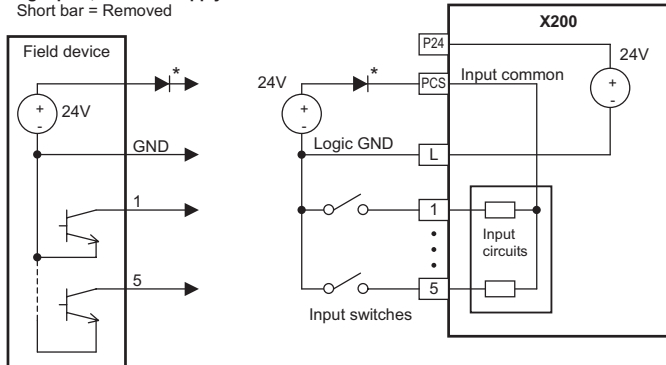 Short bar = Removed
Field device
24V
+
-
*
GND
1
5
24V
+
-
*
Logic GND
Input switches
X200
P24
PCS
Input common
24V
+
-
L
1
Input
circuits
5